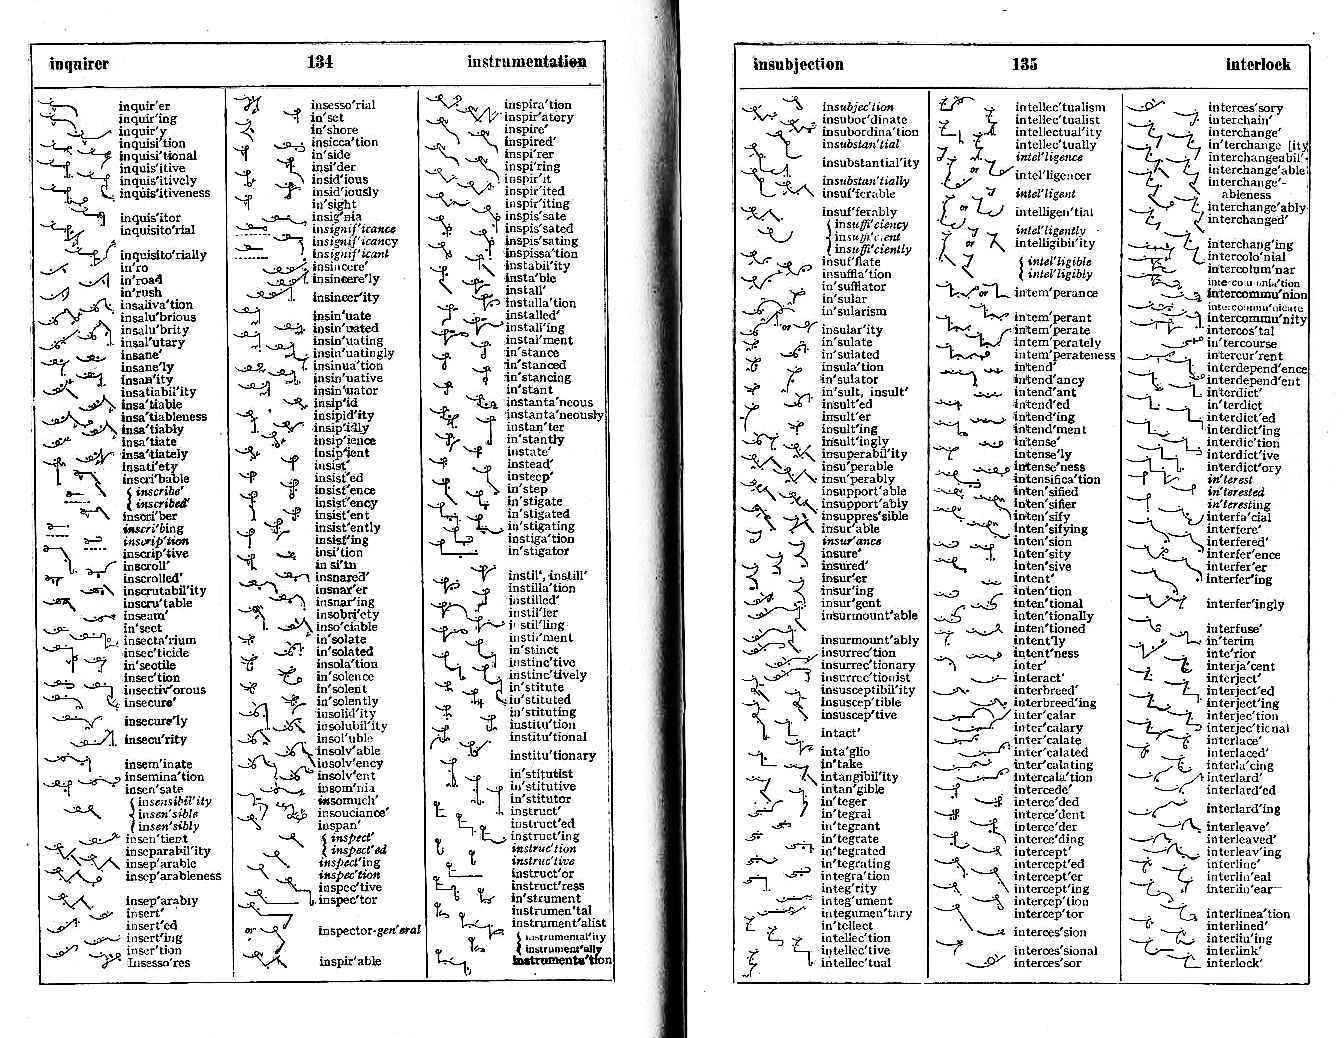 inquirer 134 instrumentation
inquir'er
inquir'ing
inquir'y
inquisi'tion
inquisi'tional
inquis'itive
inquis'itively
inquis'itiveness
inquis'itor
inquisito'rial
inquisito'rially
in'ro
in'road
in'rush
insaliva'tion
insalu'brious
insalu'brity
insal'utary
insane'
insane'ly
insan'ity
insatiabil'ity
insa'tiable
insa'tiableness
insa'tiably
insa'tiate
insa'tiately
insati'ety
inscri'bable
inscribe'
inscribed'
inscri'ber
inscri'bing
inscrip'tion
inscrip'tive
inscroll'
inscrolled'
inscrutabil'ity
inscru'table
inseam'
in'sect
insecta'rium
insec'ticide
in'sectile
insec'tion
insectiv'orous
insecure'
insecure'ly
insecu'rity
insem'inate
insemina'tion
insen'sate
insensibil'ity
insen'sible
insen'sibly
insen'tient
inseparabil'ity
insep'arable
insep'arableness
insep'arably
insert'
insert'ed
insert'ing
inser'tion
Insesso'res
insesso'rial
in'set
in'shore
insicca'tion
in'side
insi'der
insid'ious
insid'iously
in'sight
insig'nia
insignif'icance
insignif'icancy
insignif'icant
insincere'
insincere'ly
insincer'ity
insin'uate
insin'uated
insin'uating
insin'uatingly
insinua'tion
insin'uative
insin'uator
insip'id
insipid'ity
insip'idly
insip'ience
insip'ient
insist'
insist'ed
insist'ence
insist'ency
insist'ent
insist'ently
insist'ing
insi'tion
in si'tu
insnared'
insnar'er
insnar'ing
insobri'ety
inso'ciable
in'solate
in'solated
insola'tion
in'solence
in'solent
in'solently
insolid'ity
insolubil'ity
insol'uble
insolv'able
insolv'ency
insolv'ent
insom'nia
insomuch'
insouciance'
inspan'
inspect'
inspect'ed
inspect'ing
inspec'tion
inspec'tive
inspec'tor
or
inspector-gen'eral
inspir'able
inspira'tion
inspir'atory
inspire'
inspired'
inspi'rer
inspi'ring
inspir'it
inspir'ited
inspir'iting
inspis'sate
inspis'sated
inspis'sating
inspissa'tion
instabil'ity
insta'ble
install'
installa'tion
installed'
install'ing
instal'ment
in'stance
in'stanced
in'stancing
in'stant
instanta'neous
instanta'neously
instan'ter
in'stantly
instate'
instead'
insteep'
in'step
in'stigate
in'stigated
in'stigating
instiga'tion
in'stigator
instil', instill'
instilla'tion
instilled'
instil'ler
instil'ling
instil'ment
in'stinct
instinc'tive
instinc'tively
in'stitute
in'stituted
in'stituting
institu'tion
institu'tional
institu'tionary
in'stitutist
in'stitutive
in'stitutor
instruct'
instruct'ed
instruct'ing
instruc'tion
instruc'tive
instruct'or
instruct'ress
in'strument
instrumen'tal
instrument'alist
instrumental'ity
instrument'ally
instrumenta'tion
insubjection 135 interlock
insubjec'tion
insubor'dinate
insubordina'tion
insubstan'tial
insubstantial'ity
insubstan'tially
insuf'ferable
insuf'ferably
insuffi'ciency
insuffi'cient
insuffi'ciently
insuf'flate
insuffla'tion
in'sufflator
in'sular
in'sularism
or
insular'ity
in'sulate
in'sulated
insula'tion
in'sulator
in'sult, insult'
insult'ed
insult'er
insult'ing
insult'ingly
insuperabil'ity
insu'perable
insu'perably
insupport'able
insupport'ably
insuppres'sible
insur'able
insur'ance
insure'
insured'
insur'er
insur'ing
insur'gent
insurmount'able
insurmount'ably
insurrec'tion
insurrec'tionary
insurrec'tionist
insusceptibil'ity
insuscep'tible
insuscep'tive
intact'
inta'glio
in'take
intangibil'ity
intan'gible
in'teger
in'tegral
in'tegrant
in'tegrate
in'tegrated
in'tegrating
integra'tion
integ'rity
integ'ument
integumen'tary
in'tellect
intellec'tion
intellec'tive
intellec'tual
intellec'tualism
intellec'tualist
intellectual'ity
intellec'tually
intel'ligence
or
intel'ligencer
intel'ligent
or
intelligen'tial
intel'ligently
or
intelligibil'ity
intel'ligible
intel'ligibly
or
intem'perance
intem'perant
intem'perate
intem'perately
intem'perateness
intend'
intend'ancy
intend'ant
intend'ed
intend'ing
intend'ment
intense'
intense'ly
intense'ness
intensifica'tion
inten'sified
inten'sifier
inten'sify
inten'sifying
inten'sion
inten'sity
inten'sive
intent'
inten'tion
inten'tional
inten'tionally
inten'tioned
intent'ly
intent'ness
inter'
interact'
interbreed'
interbreed'ing
inter'calar
inter'calary
inter'calate
inter'calated
inter'calating
intercala'tion
intercede'
interce'ded
interce'dent
interce'der
interce'ding
intercept'
intercept'ed
intercept'er
intercept'ing
intercep'tion
intercep'tor
interces'sion
interces'sional
interces'sor
interces'sory
interchain'
interchange'
in'terchange [ity
interchangeabil'-
interchange'able
interchange'-
ableness
interchange'ably
interchanged'
interchang'ing
intercolo'nial
intercolum'nar
intercommu'nion
intercommu'nicate
intercommu'nity
intercos'tal
in'tercourse
intercur'rent
interdepend'ence
interdepend'ent
interdict'
in'terdict
interdict'ed
interdict'ing
interdic'tion
interdict'ive
interdict'ory
in'terest
in'terested
in'teresting
interfa'cial
interfere'
interfered'
interfer'ence
interfer'er
interfer'ing
interfer'ingly
interfuse'
in'terim
inte'rior
interja'cent
interject'
interject'ed
interject'ing
interjec'tion
interjec'tional
interlace'
interlaced'
interla'cing
interlard'
interlard'ed
interlard'ing
interleave'
interleaved'
interleav'ing
interline'
interlin'eal
interlin'ear
interlinea'tion
interlined'
interlin'ing
interlink'
interlock'